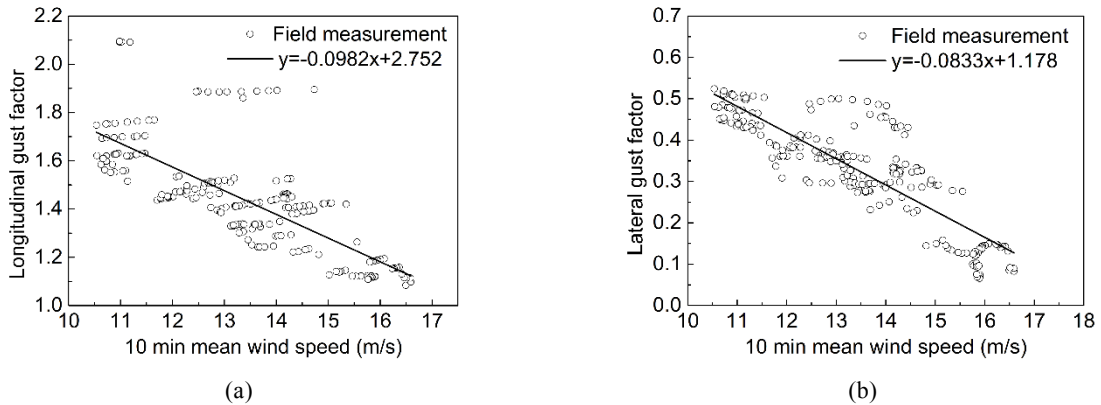 2.2
2.0
1.8
1.6
1.4
1.2
1.0
Longitudinal gust factor
Field measurement
y=-0.0982x+2.752
10 11 12 13 14 15 16 17
10 min mean wind speed (m/s)
(a)
0.7
0.6
0.5
0.4
0.3
0.2
0.1
0.0
Lateral gust factor
Field measurement
y=-0.0833x+1.178
10 11 12 13 14 15 16 17 18
10 min mean wind speed (m/s)
(b)